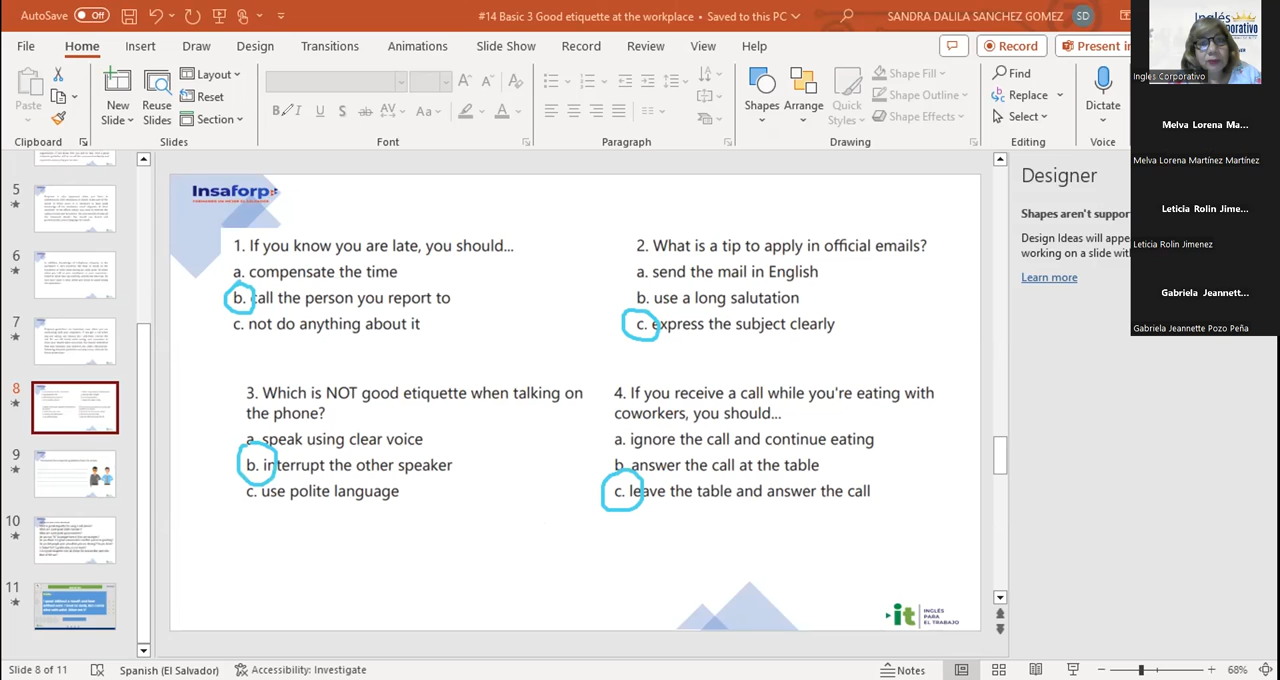 AutoSave Off
#14 Basic 3 Good etiquette at the workplace • Saved to this PC
SANDRA DALILA SANCHEZ GOMEZ SD
File Home Insert Draw Design Transitions Animations Slide Show Record Review View Help
Record Present in
Paste
New Slide
Reuse Slides
Layout
Reset
Section
Shapes Arrange
Quick Styles
Shape Fill
Shape Outline
Shape Effects
Find
Replace
Select
Dictate
Clipboard Slides Font Paragraph Drawing Editing Voice
Ingles Corporativo
Melva Lorena Ma...
Melva Lorena Martínez Martínez
Leticia Rolin Jime...
Leticia Rolin Jimenez
Gabriela Jeannett...
Gabriela Jeannette Pozo Peña
5
6
7
8
9
10
11
Insaforp
1. If you know you are late, you should...
a. compensate the time
b. call the person you report to
c. not do anything about it
2. What is a tip to apply in official emails?
a. send the mail in English
b. use a long salutation
c. express the subject clearly
3. Which is NOT good etiquette when talking on
the phone?
a. speak using clear voice
b. interrupt the other speaker
c. use polite language
4. If you receive a call while you're eating with
coworkers, you should...
a. ignore the call and continue eating
b. answer the call at the table
c. leave the table and answer the call
it INGLÉS
PARA
EL TRABAJO
Designer
Shapes aren't suppor
Design Ideas will appe
working on a slide with
Learn more
Slide 8 of 11 Spanish (El Salvador) Accessibility: Investigate Notes 68%